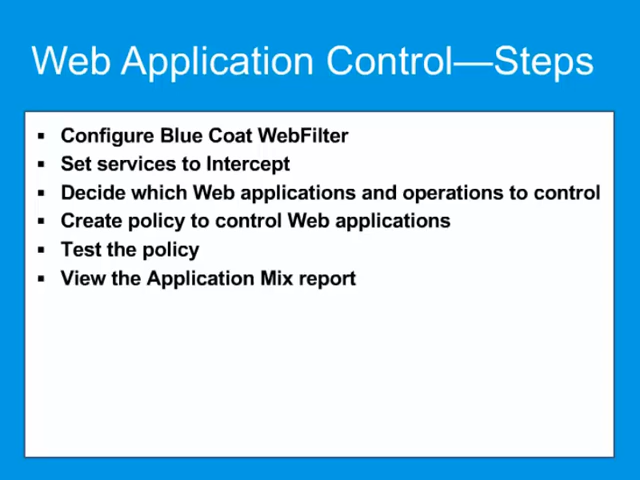 Web Application Control—Steps
▪ Configure Blue Coat WebFilter
▪ Set services to Intercept
▪ Decide which Web applications and operations to control
▪ Create policy to control Web applications
▪ Test the policy
▪ View the Application Mix report